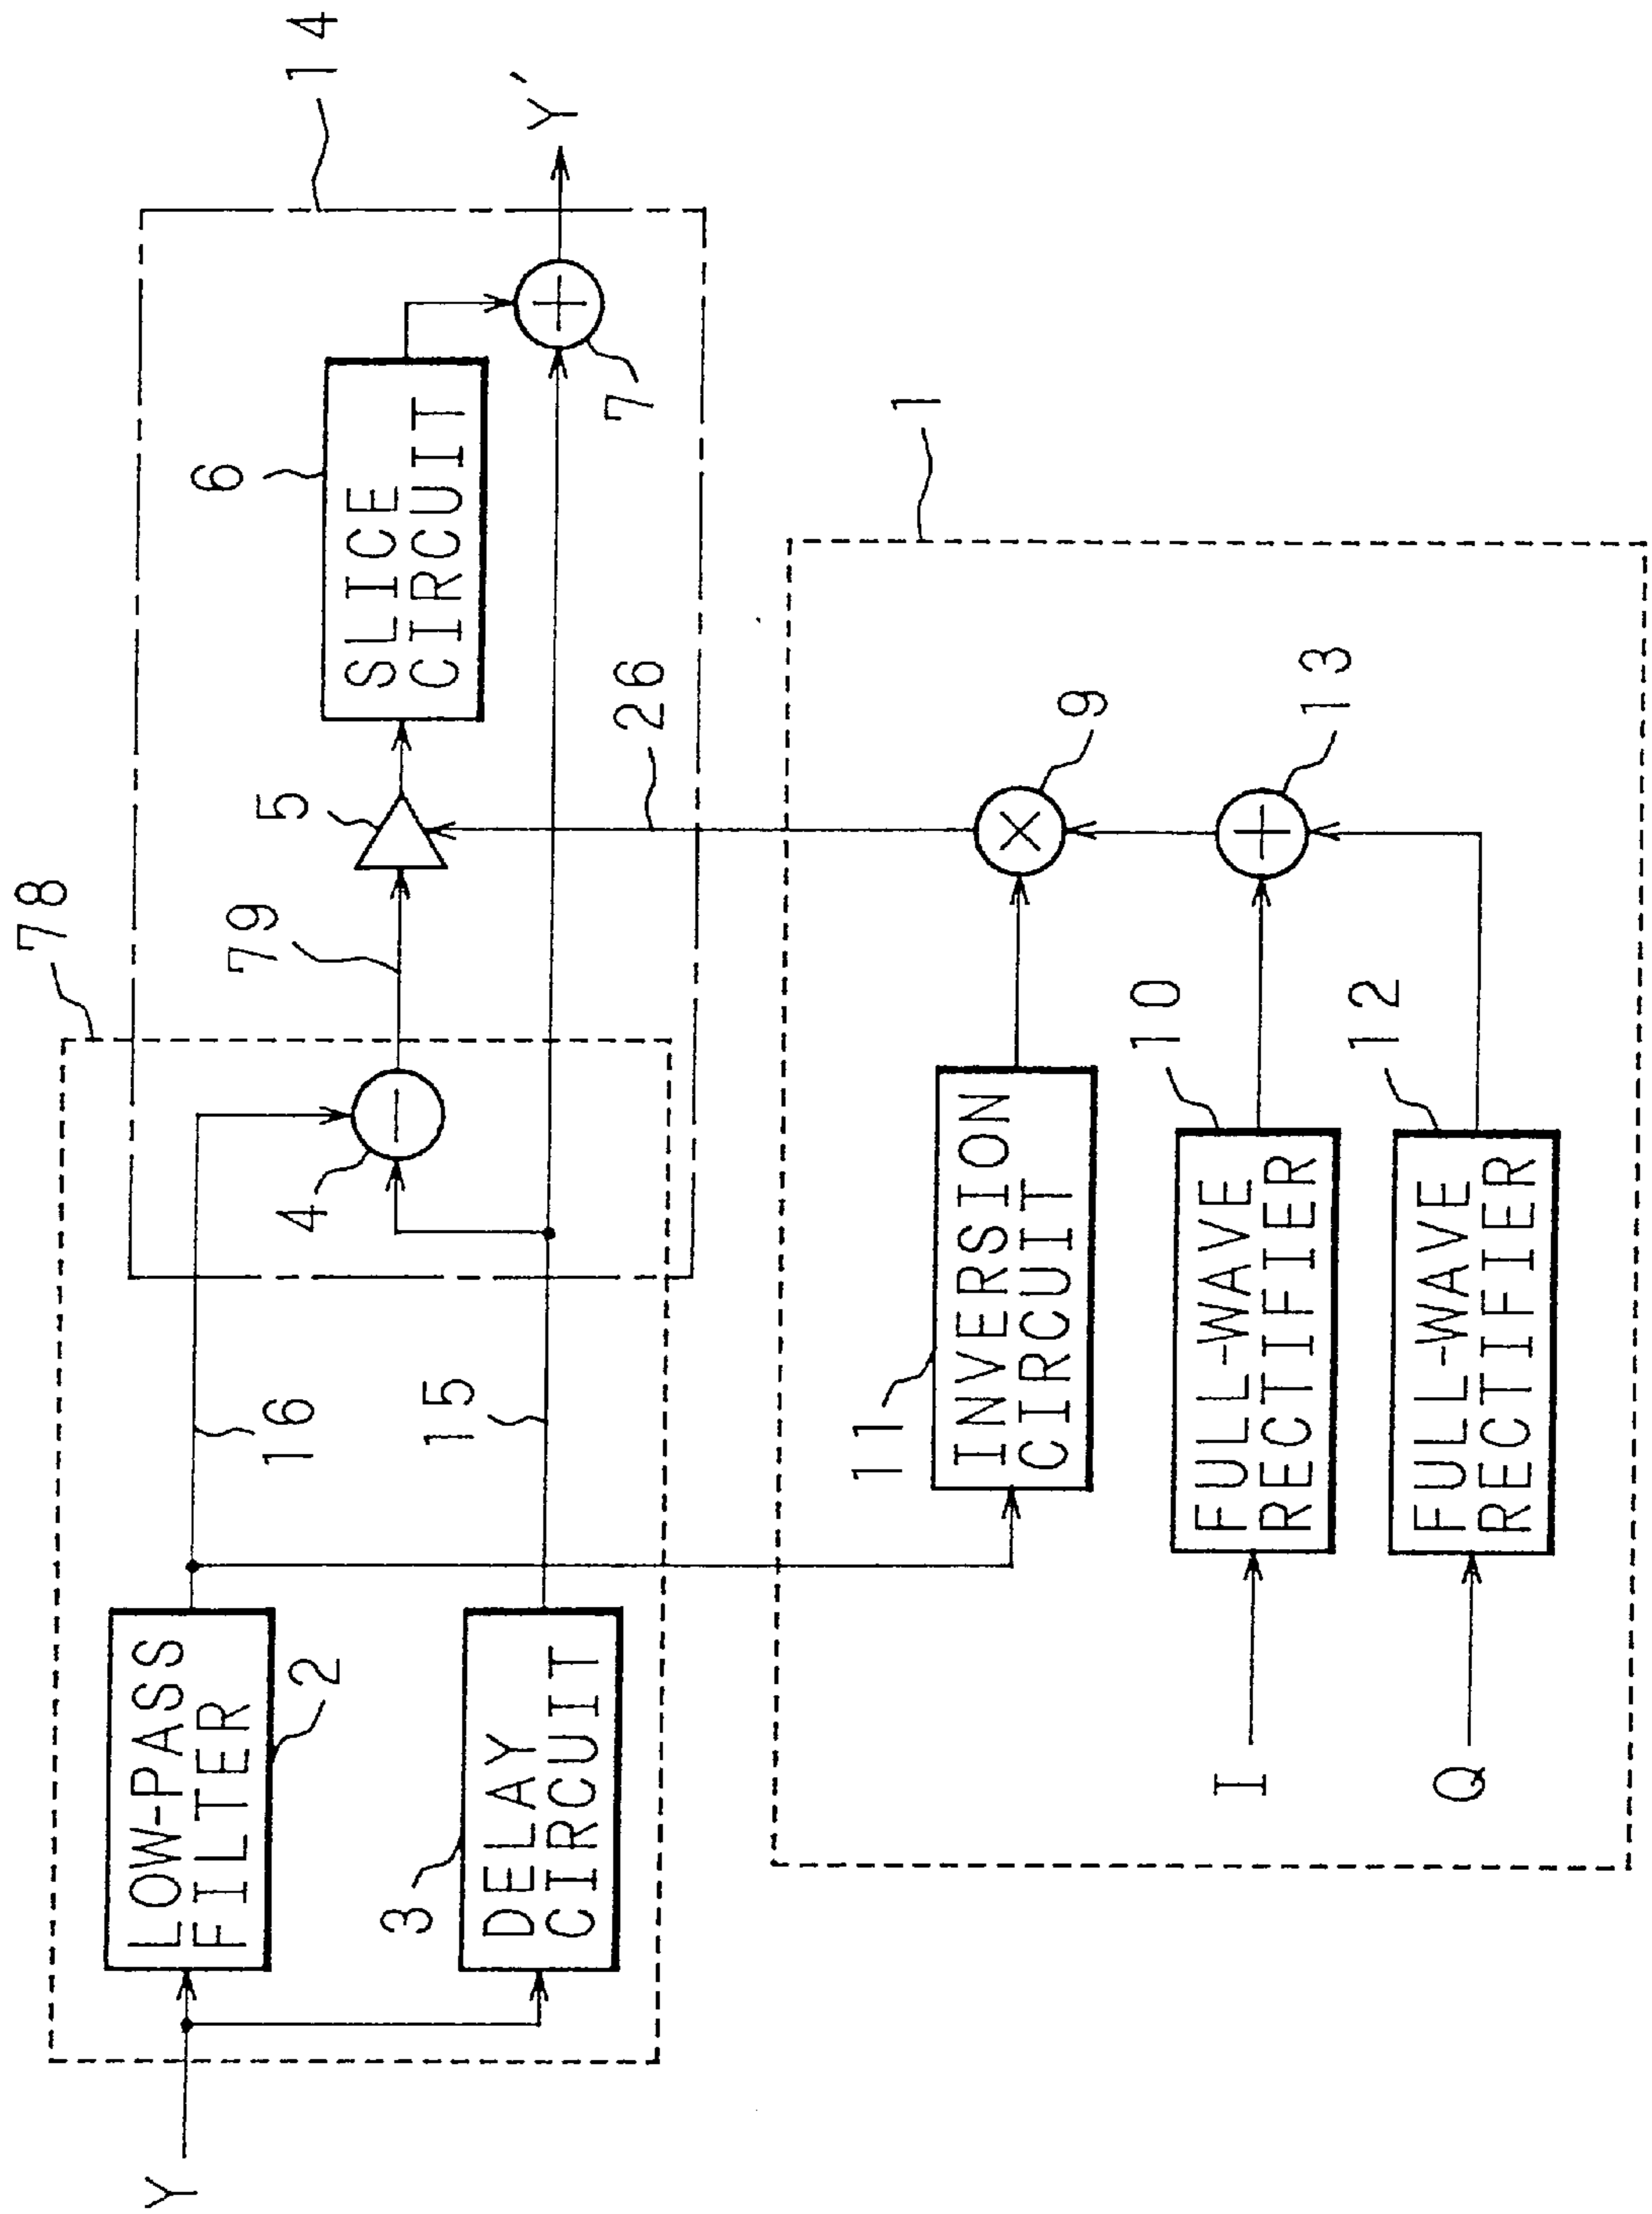 78
14
Y
LOW-PASS
FILTER
2
16
4
79
5
6
SLICE
CIRCUIT
7
Y'
3
DELAY
CIRCUIT
15
26
1
11
INVERSION
CIRCUIT
9
I
FULL-WAVE
RECTIFIER
10
13
Q
FULL-WAVE
RECTIFIER
12